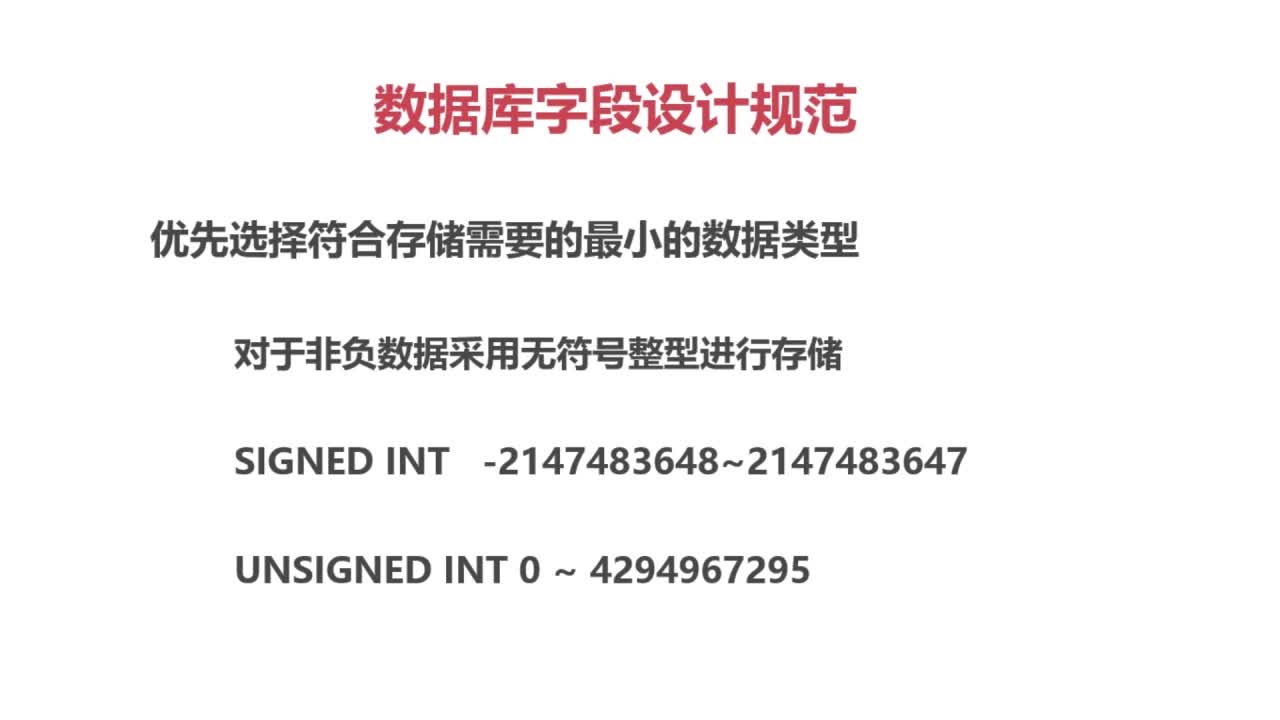 数据库字段设计规范
优先选择符合存储需要的最小的数据类型
对于非负数据采用无符号整型进行存储
SIGNED INT -2147483648~2147483647
UNSIGNED INT 0 ~ 4294967295